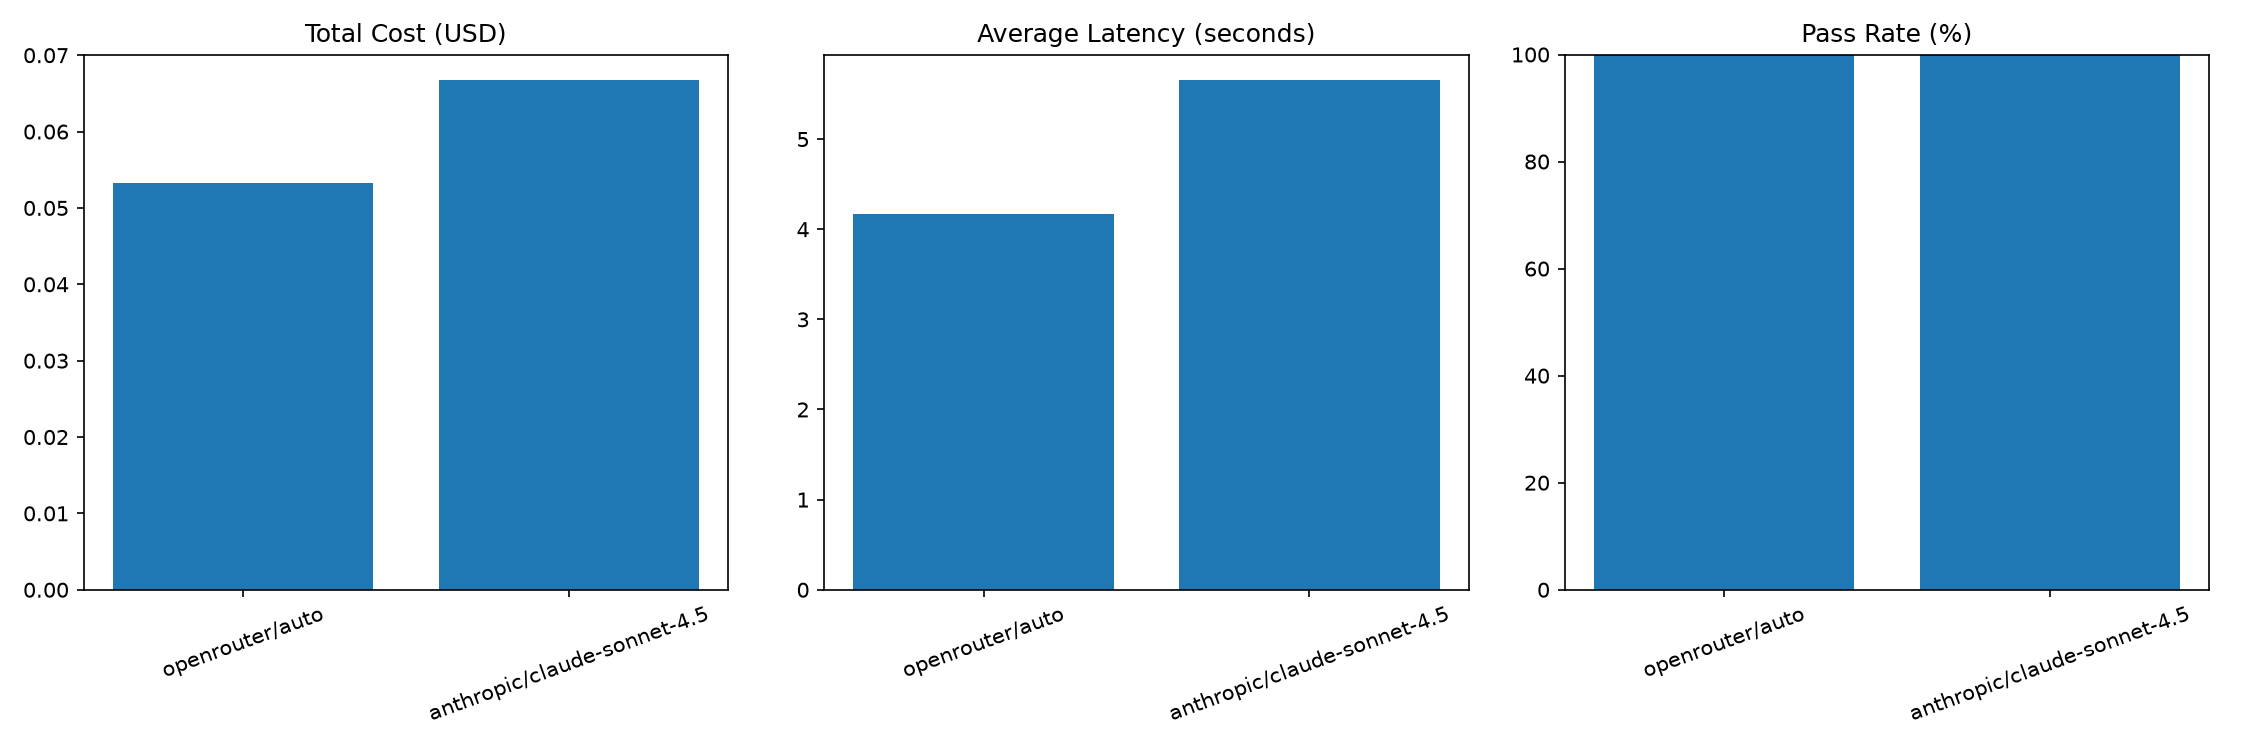 Total Cost (USD)
0.07
0.06
0.05
0.04
0.03
0.02
0.01
0.00
openrouter/auto
anthropic/claude-sonnet-4.5
Average Latency (seconds)
5
4
3
2
1
0
openrouter/auto
anthropic/claude-sonnet-4.5
Pass Rate (%)
100
80
60
40
20
0
openrouter/auto
anthropic/claude-sonnet-4.5